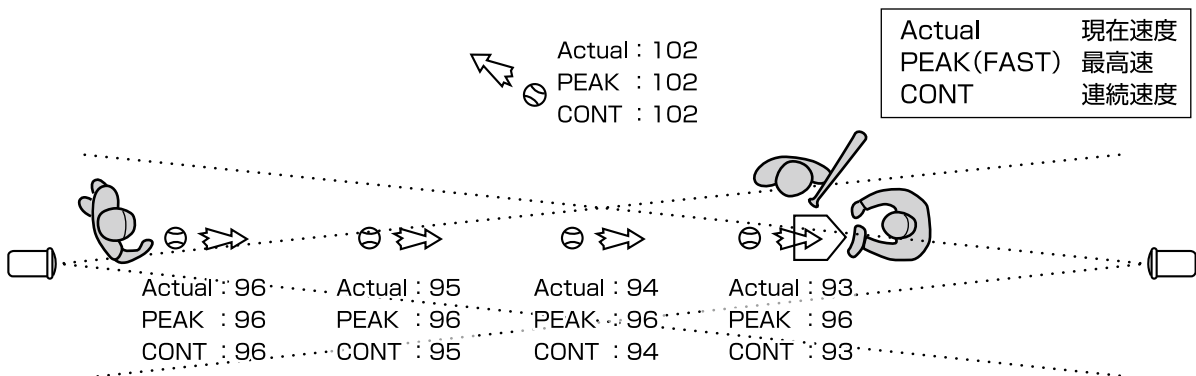 Actual : 102
PEAK : 102
CONT : 102
Actual 現在速度
PEAK(FAST) 最高速
CONT 連続速度
Actual : 96
PEAK : 96
CONT : 96
Actual : 95
PEAK : 96
CONT : 95
Actual : 94
PEAK : 96
CONT : 94
Actual : 93
PEAK : 96
CONT : 93